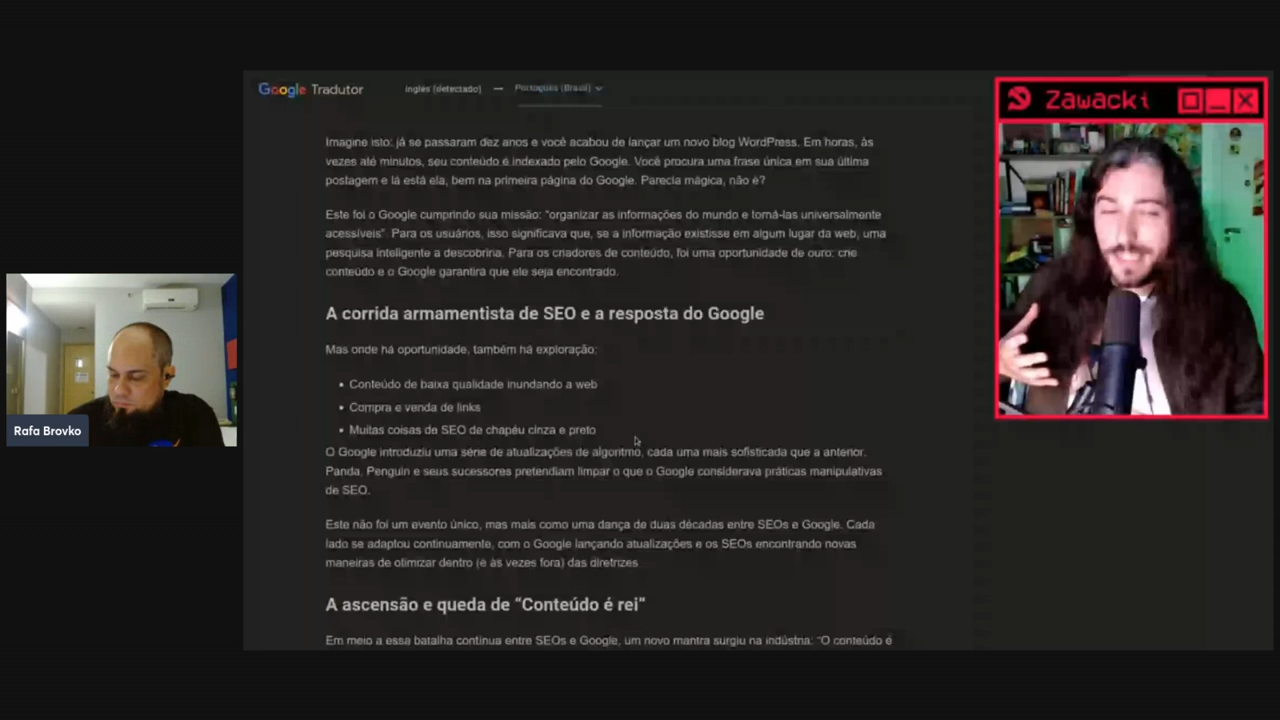 Google Tradutor
Inglês (detectado)
Português (Brasil)
Zawacki
Imagine isto: já se passaram dez anos e você acabou de lançar um novo blog WordPress. Em horas, às
vezes até minutos, seu conteúdo é indexado pelo Google. Você procura uma frase única em sua última
postagem e lá está ela, bem na primeira página do Google. Parecia mágica, não é?
Este foi o Google cumprindo sua missão: “organizar as informações do mundo e torná-las universalmente
acessíveis”. Para os usuários, isso significava que, se a informação existisse em algum lugar da web, uma
pesquisa inteligente a descobriria. Para os criadores de conteúdo, foi uma oportunidade de ouro: crie
conteúdo e o Google garantirá que ele seja encontrado.
A corrida armamentista de SEO e a resposta do Google
Mas onde há oportunidade, também há exploração:
• Conteúdo de baixa qualidade inundando a web
• Compra e venda de links
• Muitas coisas de SEO de chapéu cinza e preto
O Google introduziu uma série de atualizações de algoritmo, cada uma mais sofisticada que a anterior.
Panda, Penguin e seus sucessores pretendiam limpar o que o Google considerava práticas manipulativas
de SEO.
Este não foi um evento único, mas mais como uma dança de duas décadas entre SEOs e Google. Cada
lado se adaptou continuamente, com o Google lançando atualizações e os SEOs encontrando novas
maneiras de otimizar dentro (e às vezes fora) das diretrizes
A ascensão e queda de “Conteúdo é rei”
Em meio a essa batalha contínua entre SEOs e Google, um novo mantra surgiu na indústria: “O conteúdo é
Rafa Brovko